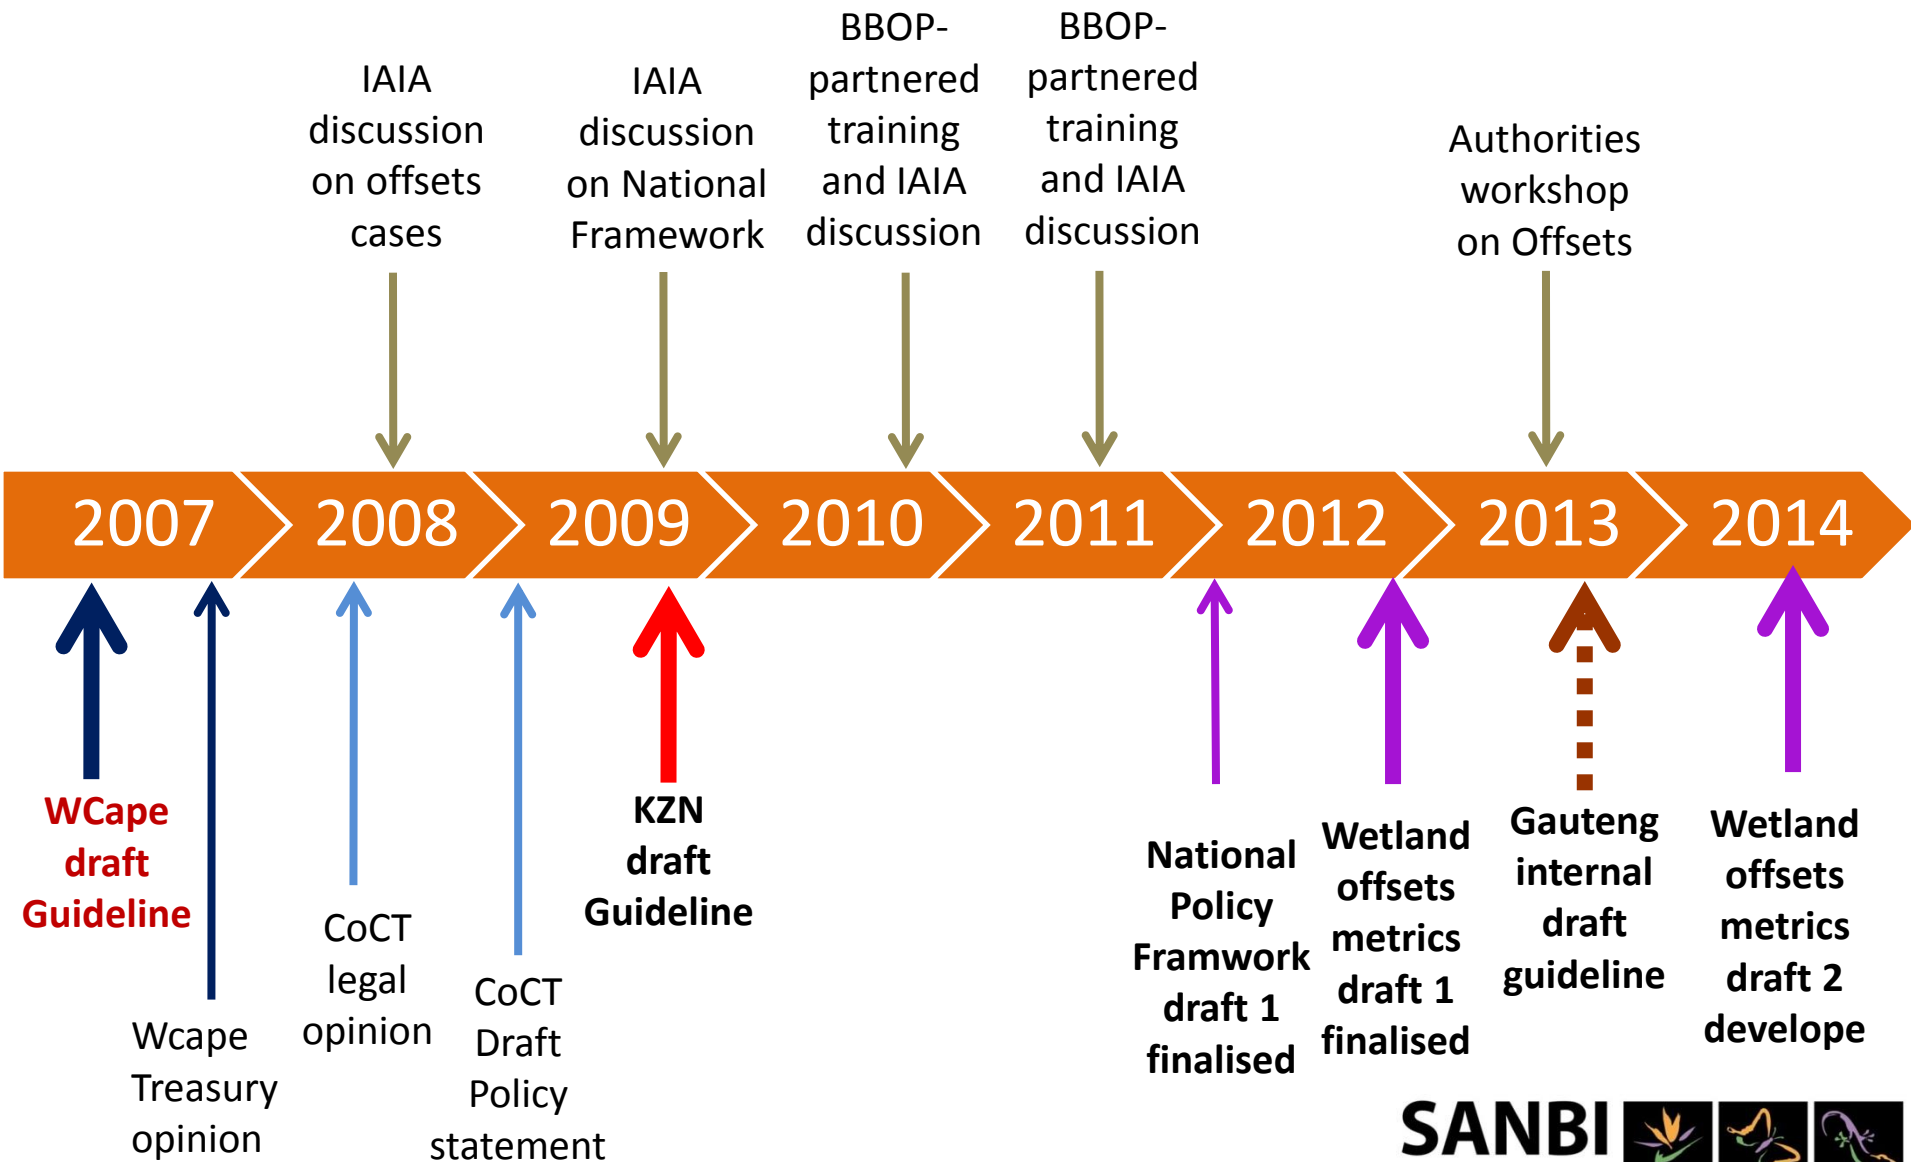 IAIA
discussion
on offsets
cases
IAIA
discussion
on National
Framework
BBOP-
partnered
training
and IAIA
discussion
BBOP-
partnered
training
and IAIA
discussion
Authorities
workshop
on Offsets
2007
2008
2009
2010
2011
2012
2013
2014
WCape
draft
Guideline
Wcape
Treasury
opinion
CoCT
legal
opinion
CoCT
Draft
Policy
statement
KZN
draft
Guideline
National
Policy
Framwork
draft 1
finalised
Wetland
offsets
metrics
draft 1
finalised
Gauteng
internal
draft
guideline
Wetland
offsets
metrics
draft 2
develope
SANBI